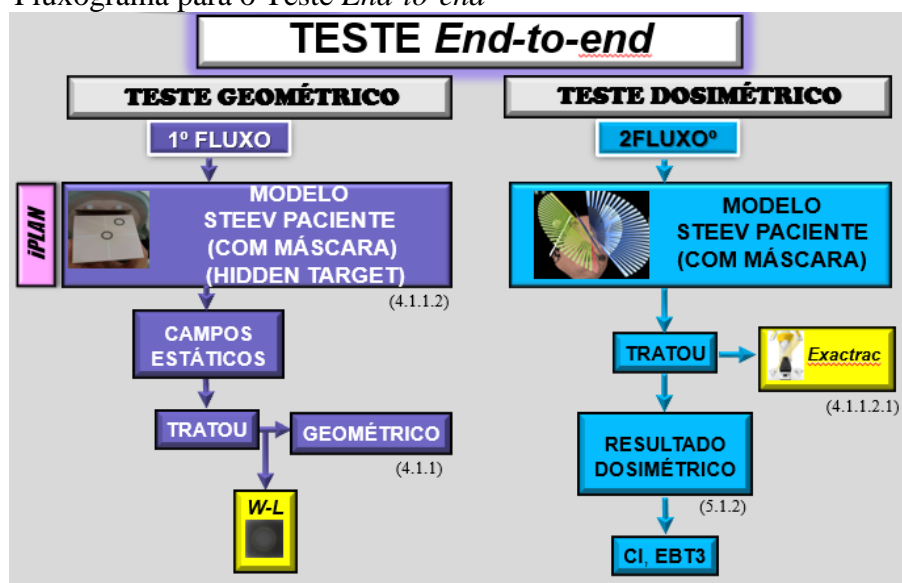 Fluxograma para o Teste End-to-end
TESTE End-to-end
TESTE GEOMÉTRICO
1º FLUXO
iPLAN
MODELO
STEEV PACIENTE
(COM MÁSCARA)
(HIDDEN TARGET)
(4.1.1.2)
CAMPOS
ESTÁTICOS
TRATOU
GEOMÉTRICO
(4.1.1)
W-L
TESTE DOSIMÉTRICO
2FLUXOº
MODELO
STEEV PACIENTE
(COM MÁSCARA)
TRATOU
Exactrac
(4.1.1.2.1)
RESULTADO
DOSIMÉTRICO
(5.1.2)
CI, EBT3